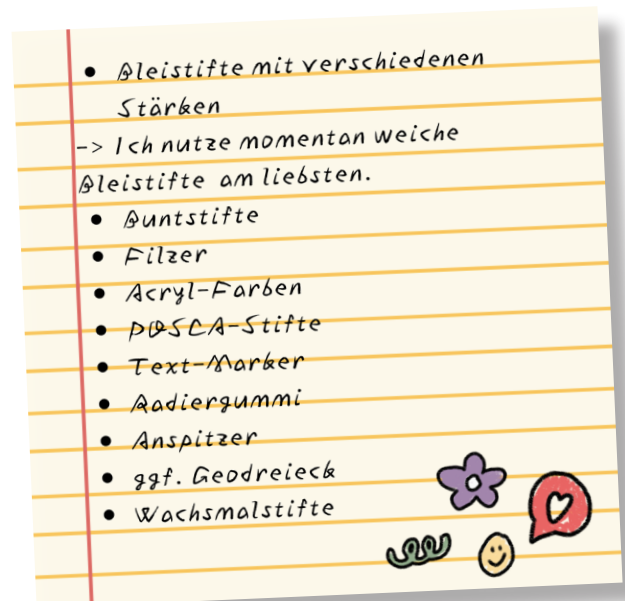 • Bleistifte mit verschiedenen
Stärken
-> Ich nutze momentan weiche
Bleistifte am liebsten.
• Buntstifte
• Filzer
• Acryl-Farben
• POSCA-Stifte
• Text-Marker
• Radiergummi
• Anspitzer
• ggf. Geodreieck
• Wachsmalstifte